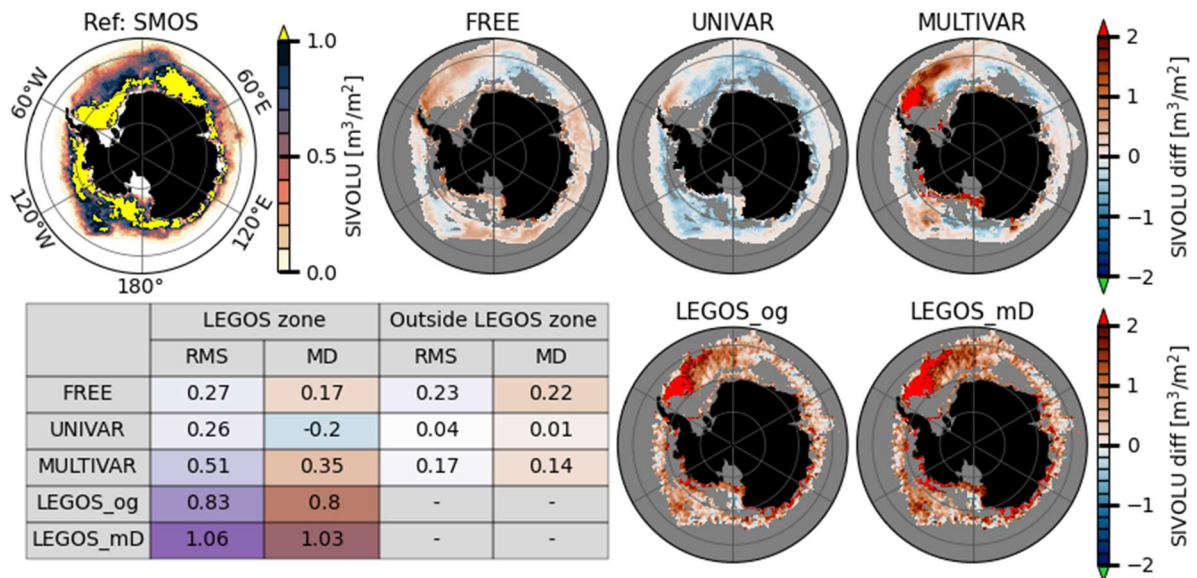 Ref: SMOS
FREE
UNIVAR
MULTIVAR
60°W
60°E
120°W
120°E
180°
1.0
0.5
0.0
SIVOLU [m³/m²]
2
1
0
−1
−2
SIVOLU diff [m³/m²]
LEGOS zone Outside LEGOS zone
RMS MD RMS MD
FREE 0.27 0.17 0.23 0.22
UNIVAR 0.26 -0.2 0.04 0.01
MULTIVAR 0.51 0.35 0.17 0.14
LEGOS_og 0.83 0.8 - -
LEGOS_mD 1.06 1.03 - -
LEGOS_og
LEGOS_mD
2
1
0
−1
−2
SIVOLU diff [m³/m²]